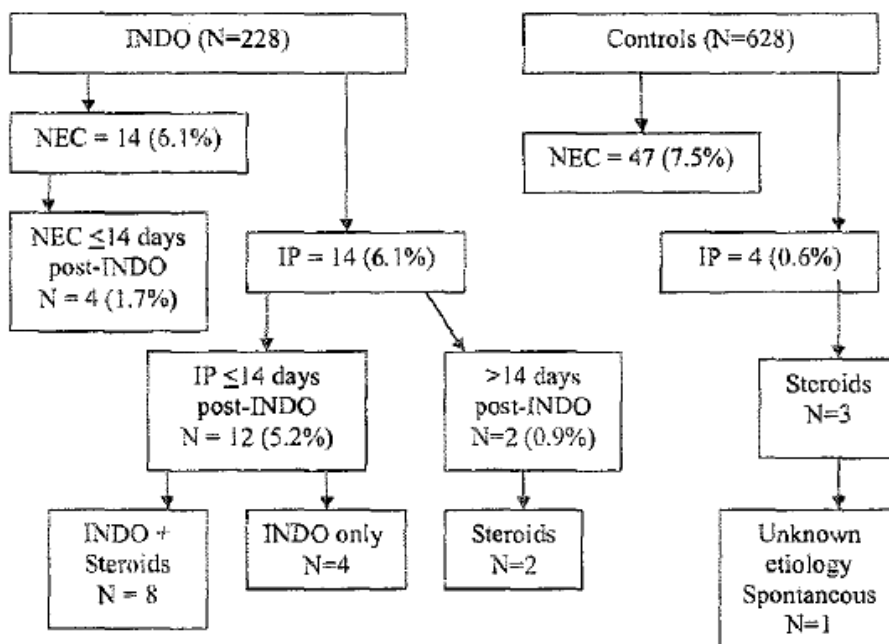 INDO (N=228)
Controls (N=628)
NEC = 14 (6.1%)
NEC = 47 (7.5%)
NEC ≤14 days
post-INDO
N = 4 (1.7%)
IP = 14 (6.1%)
IP = 4 (0.6%)
IP ≤14 days
post-INDO
N = 12 (5.2%)
>14 days
post-INDO
N=2 (0.9%)
Steroids
N=3
INDO +
Steroids
N = 8
INDO only
N=4
Steroids
N=2
Unknown
etiology
Spontaneous
N=1